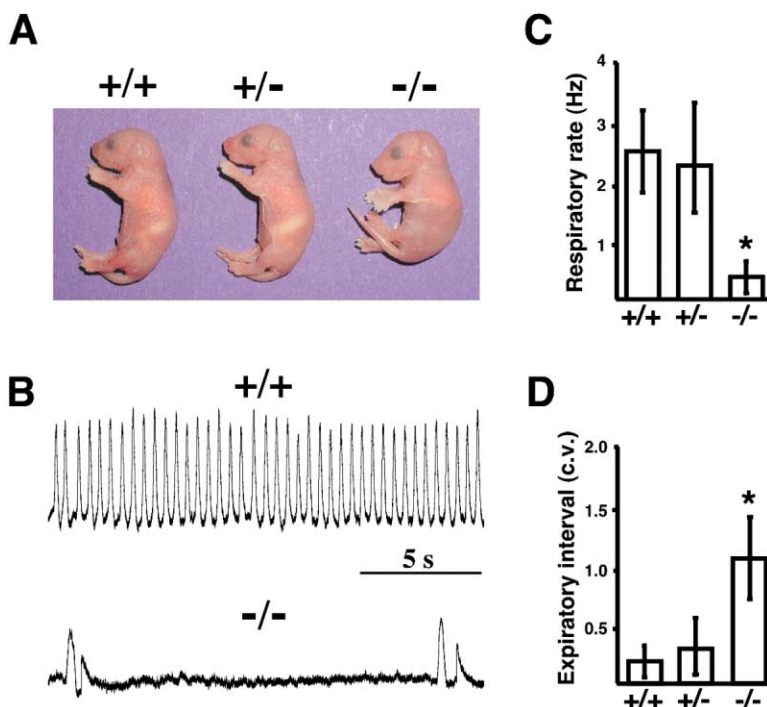 A
+/+ +/- -/-
B
+/+
5 s
-/-
C
Respiratory rate (Hz)
4
3
2
1
*
+/+ +/- -/-
D
Expiratory interval (c.v.)
2.0
1.5
1.0
0.5
*
+/+ +/- -/-